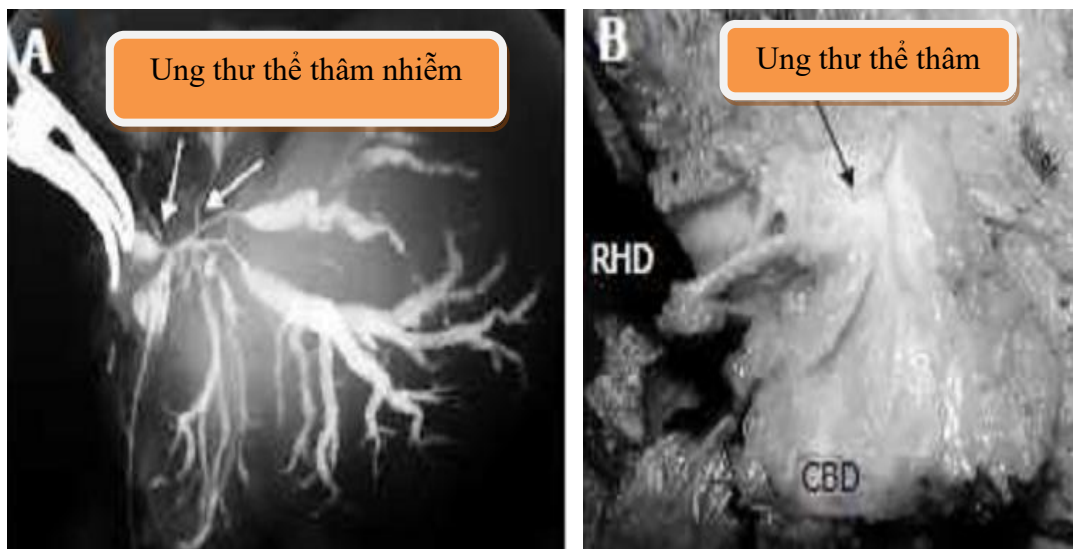 A
Ung thư thể thâm nhiễm
B
Ung thư thể thâm
RHD
CBD